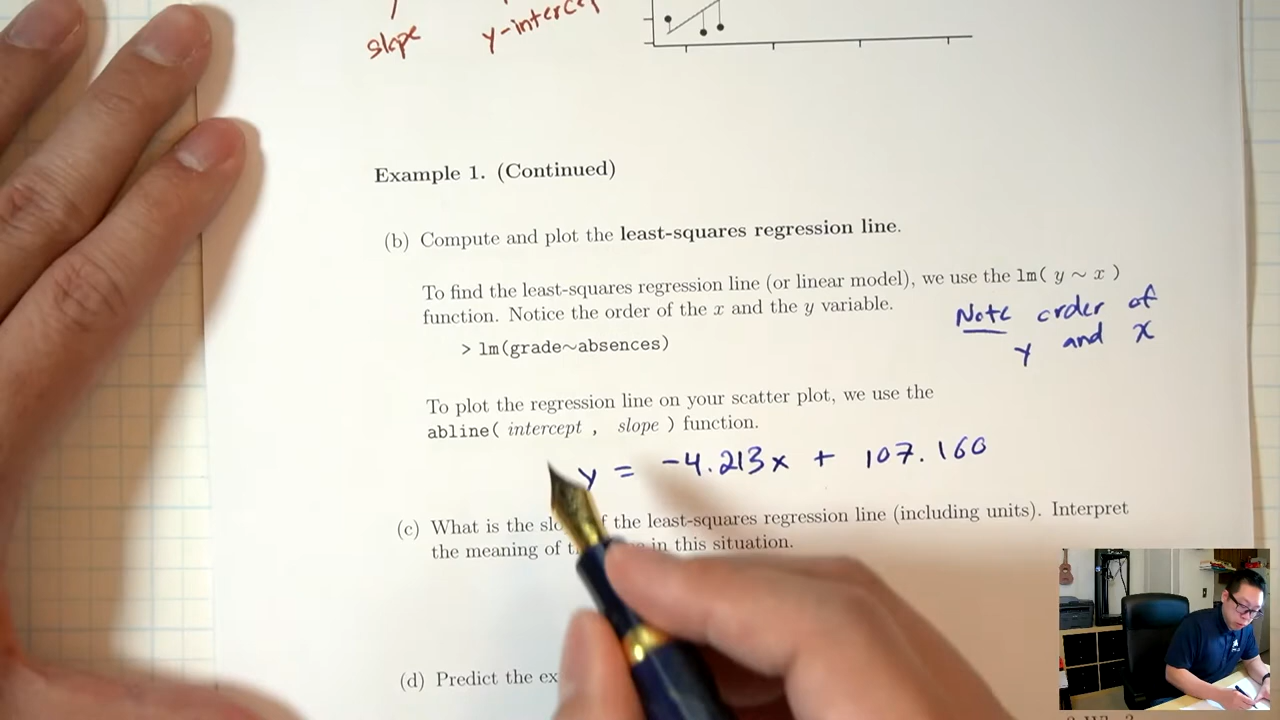 slope
Example 1. (Continued)
(b) Compute and plot the least-squares regression line.
To find the least-squares regression line (or linear model), we use the lm( y ~ x )
function. Notice the order of the x and the y variable.
Note order of
y and x
> lm(grade~absences)
To plot the regression line on your scatter plot, we use the
abline( intercept , slope ) function.
y = -4.213x + 107.160
(c) What is the of the least-squares regression line (including units). Interpret
the meaning of in this situation.
(d) Predict the